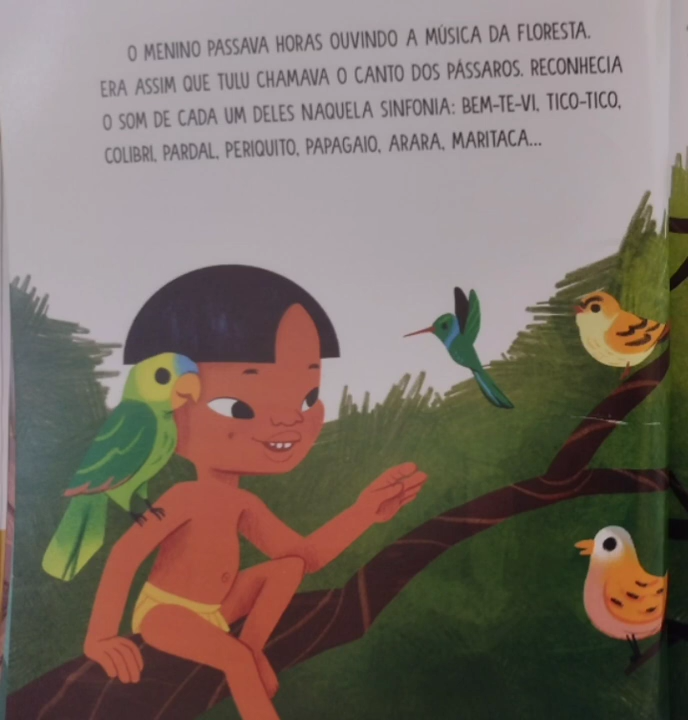 O MENINO PASSAVA HORAS OUVINDO A MÚSICA DA FLORESTA.
ERA ASSIM QUE TULU CHAMAVA O CANTO DOS PÁSSAROS. RECONHECIA
O SOM DE CADA UM DELES NAQUELA SINFONIA: BEM-TE-VI, TICO-TICO,
COLIBRI, PARDAL, PERIQUITO, PAPAGAIO, ARARA, MARITACA...